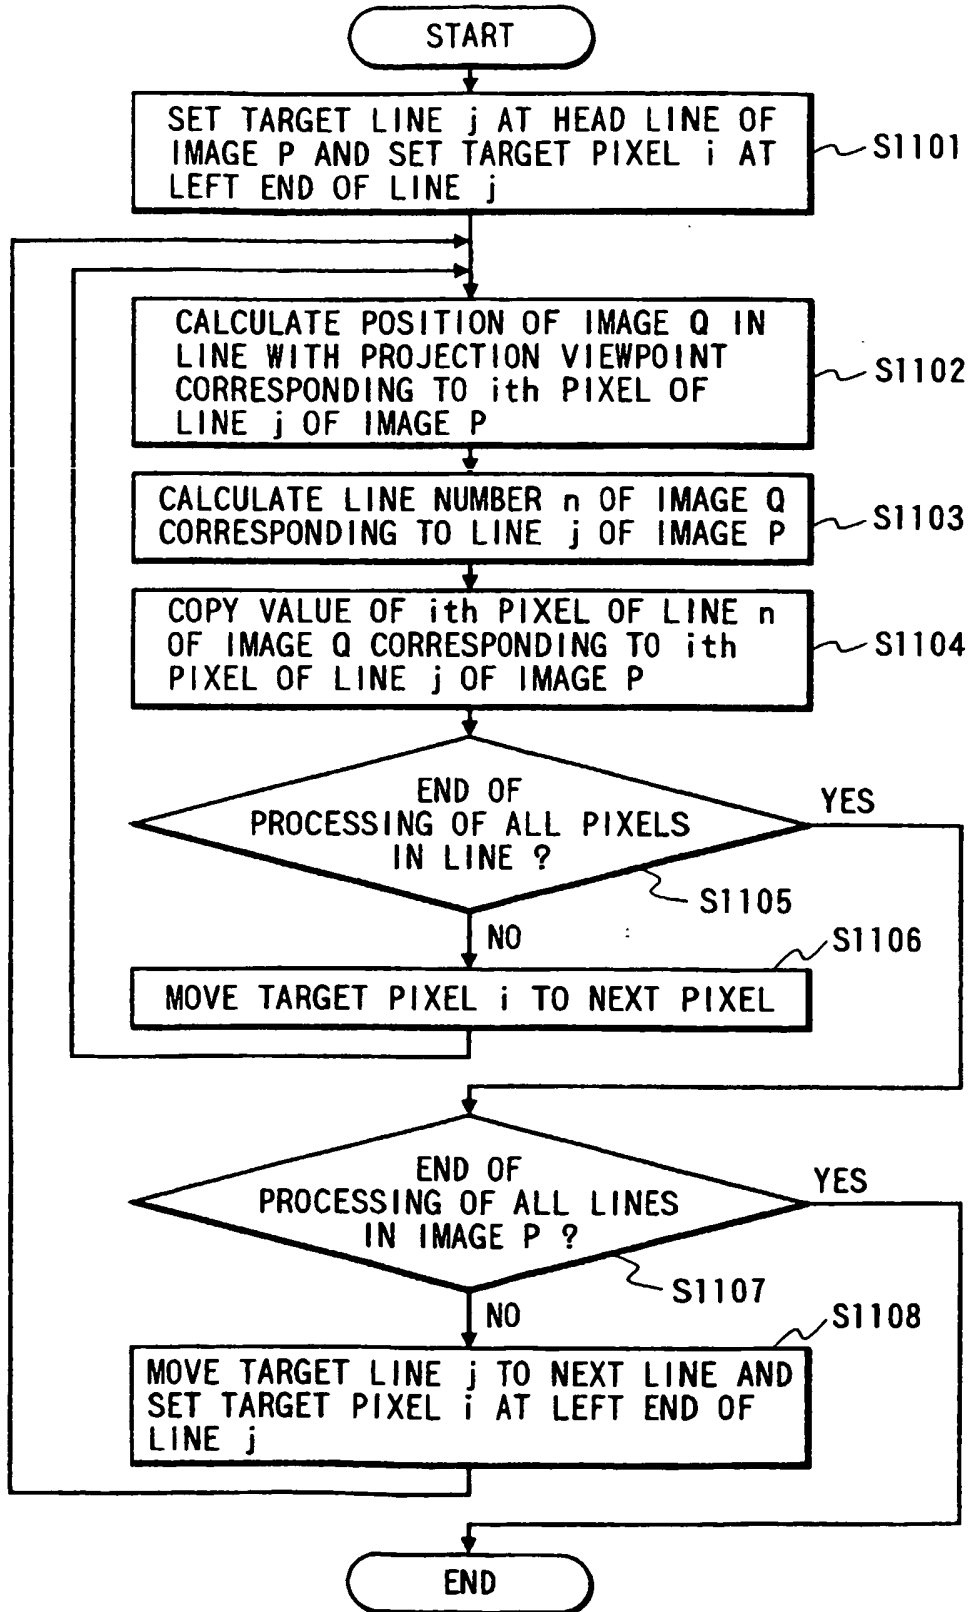 START
SET TARGET LINE j AT HEAD LINE OF
IMAGE P AND SET TARGET PIXEL i AT
LEFT END OF LINE j
S1101
CALCULATE POSITION OF IMAGE Q IN
LINE WITH PROJECTION VIEWPOINT
CORRESPONDING TO ith PIXEL OF
LINE j OF IMAGE P
S1102
CALCULATE LINE NUMBER n OF IMAGE Q
CORRESPONDING TO LINE j OF IMAGE P
S1103
COPY VALUE OF ith PIXEL OF LINE n
OF IMAGE Q CORRESPONDING TO ith
PIXEL OF LINE j OF IMAGE P
S1104
END OF
PROCESSING OF ALL PIXELS
IN LINE ?
YES
S1105
NO
S1106
MOVE TARGET PIXEL i TO NEXT PIXEL
END OF
PROCESSING OF ALL LINES
IN IMAGE P ?
YES
S1107
NO
S1108
MOVE TARGET LINE j TO NEXT LINE AND
SET TARGET PIXEL i AT LEFT END OF
LINE j
END